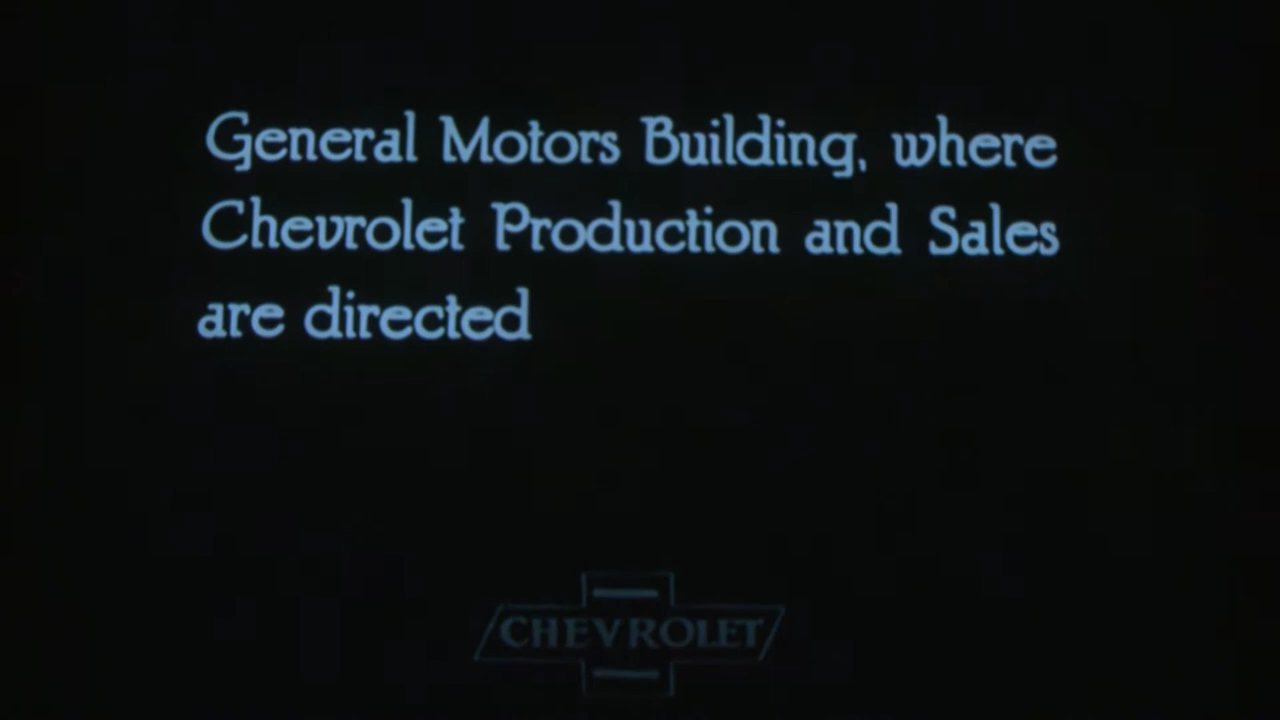 General Motors Building, where
Chevrolet Production and Sales
are directed
CHEVROLET